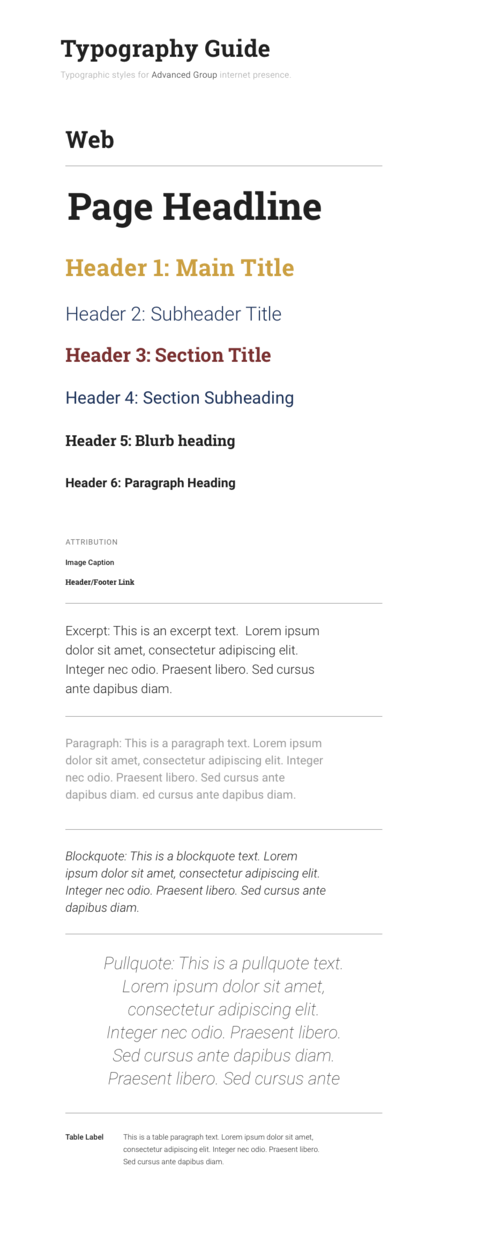 Typography Guide
Typographic styles for Advanced Group internet presence.
Web
Page Headline
Header 1: Main Title
Header 2: Subheader Title
Header 3: Section Title
Header 4: Section Subheading
Header 5: Blurb heading
Header 6: Paragraph Heading
ATTRIBUTION
Image Caption
Header/Footer Link
Excerpt: This is an excerpt text.  Lorem ipsum
dolor sit amet, consectetur adipiscing elit.
Integer nec odio. Praesent libero. Sed cursus
ante dapibus diam.
Paragraph: This is a paragraph text. Lorem ipsum
dolor sit amet, consectetur adipiscing elit. Integer
nec odio. Praesent libero. Sed cursus ante
dapibus diam. ed cursus ante dapibus diam.
Blockquote: This is a blockquote text. Lorem
ipsum dolor sit amet, consectetur adipiscing elit.
Integer nec odio. Praesent libero. Sed cursus ante
dapibus diam.
Pullquote: This is a pullquote text.
Lorem ipsum dolor sit amet,
consectetur adipiscing elit.
Integer nec odio. Praesent libero.
Sed cursus ante dapibus diam.
Praesent libero. Sed cursus ante
Table Label This is a table paragraph text. Lorem ipsum dolor sit amet,
consectetur adipiscing elit. Integer nec odio. Praesent libero.
Sed cursus ante dapibus diam.